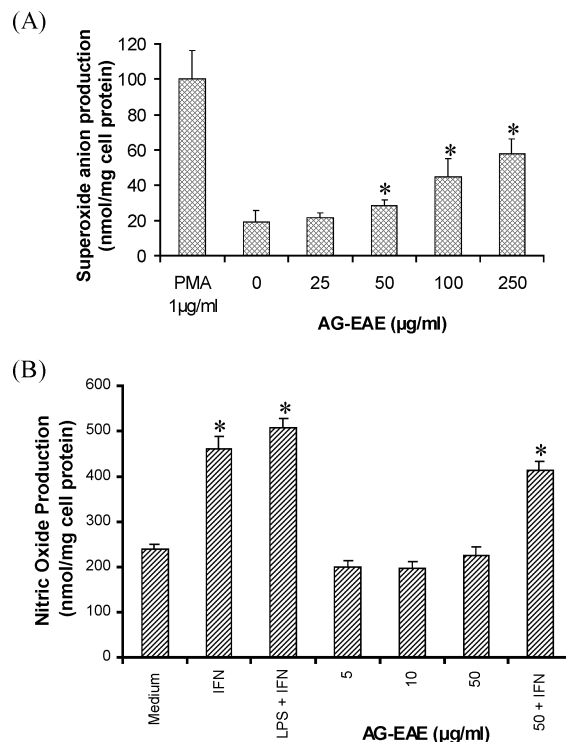 (A)
Superoxide anion production
(nmol/mg cell protein)
120
100
80
60
40
20
0
*
*
*
PMA
1µg/ml
0
25
50
100
250
AG-EAE (µg/ml)
(B)
Nitric Oxide Production
(nmol/mg cell protein)
600
500
400
300
200
100
0
*
*
*
Medium
IFN
LPS + IFN
5
10
50
50 + IFN
AG-EAE (µg/ml)